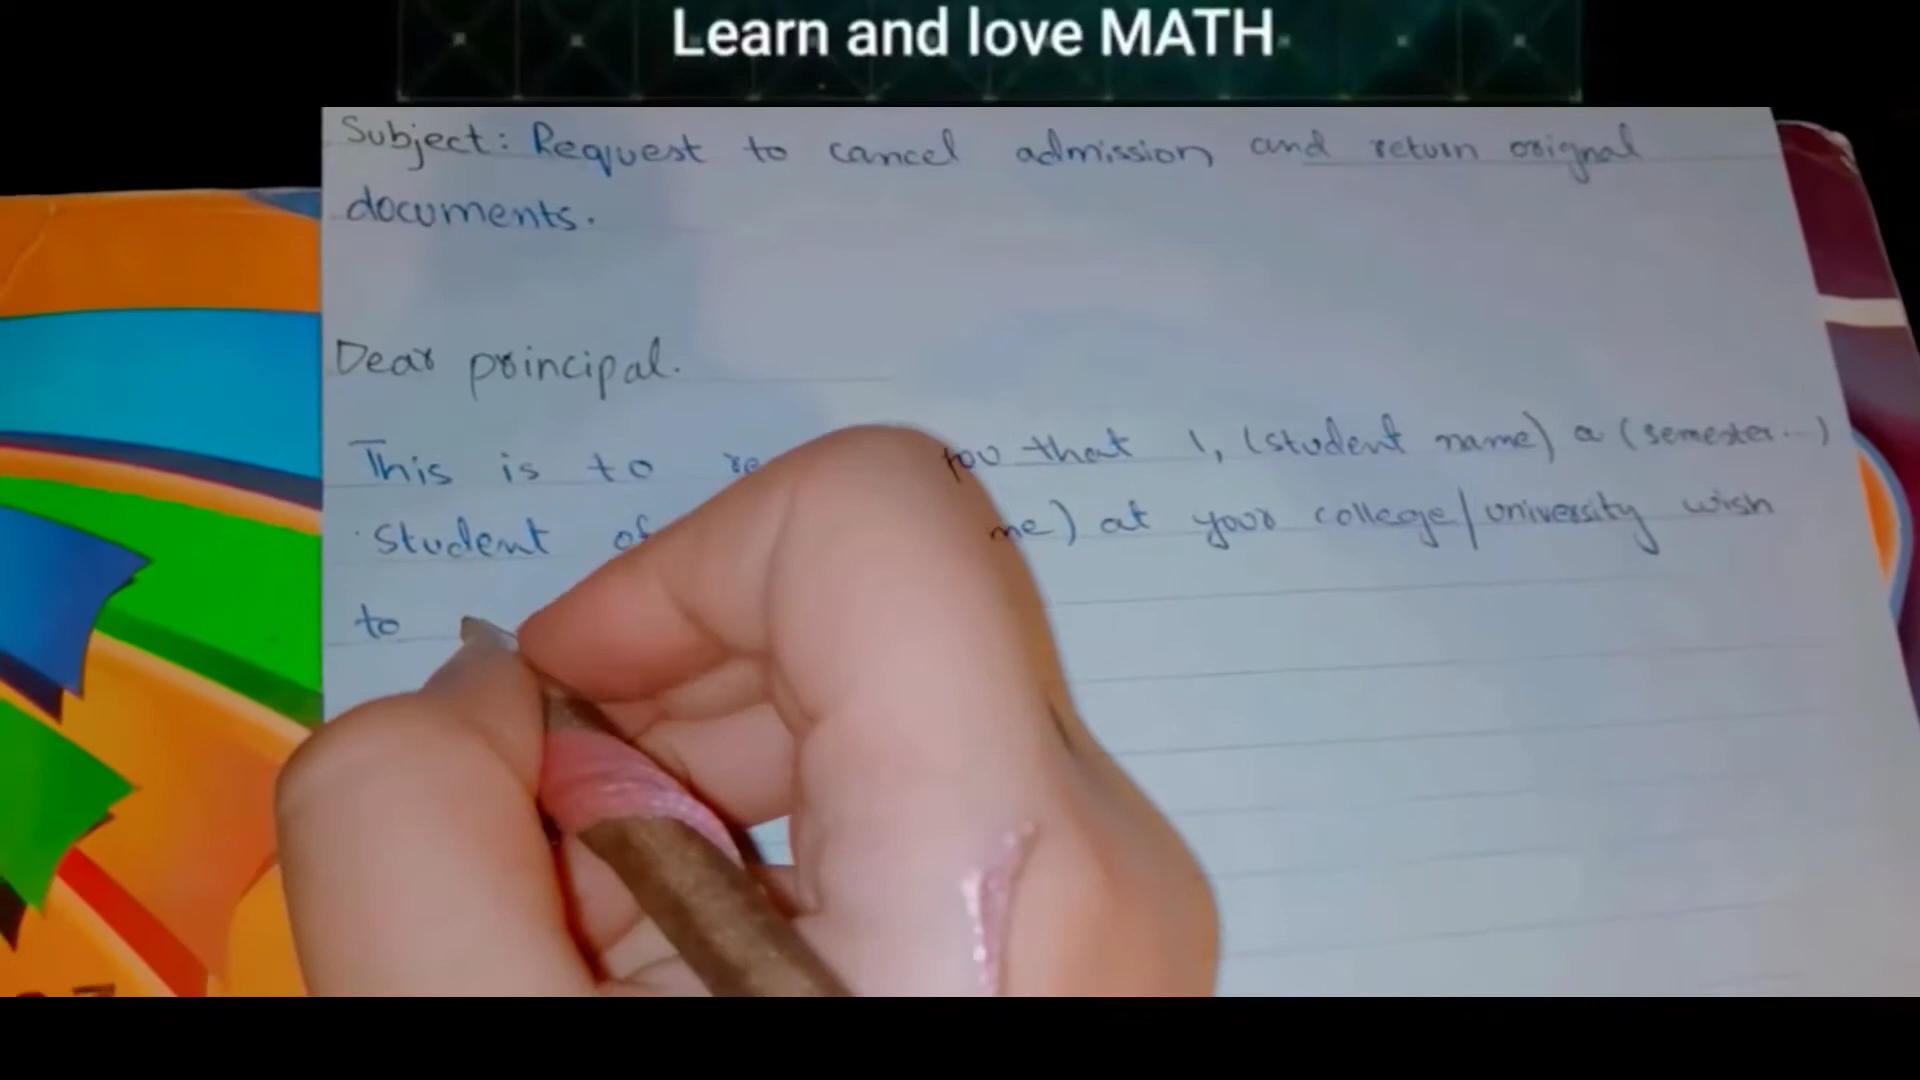 Learn and love MATH
Subject: Request to cancel admission and return orignal
documents.
Dear principal.
This is to that I, (student name) a (semester...)
Student of me) at your college/university wish
to